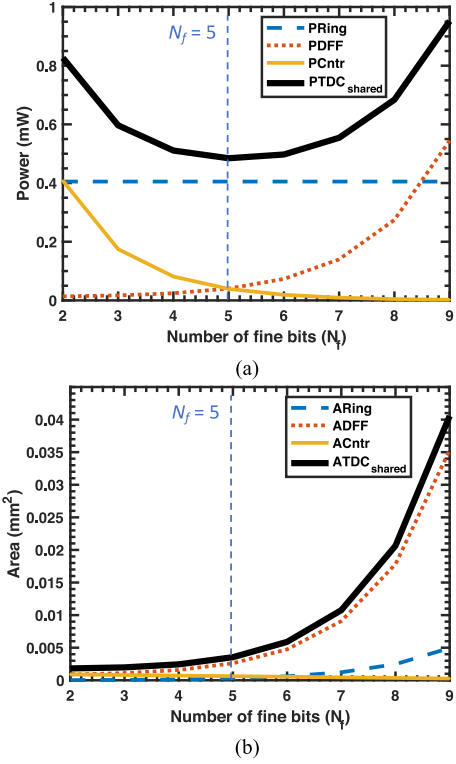 N_f = 5
PRing
PDFF
PCntr
PTDC_shared
Power (mW)
1
0.8
0.6
0.4
0.2
0
2 3 4 5 6 7 8 9
Number of fine bits (N_f)
(a)
N_f = 5
ARing
ADFF
ACntr
ATDC_shared
Area (mm²)
0.04
0.035
0.03
0.025
0.02
0.015
0.01
0.005
0
2 3 4 5 6 7 8 9
Number of fine bits (N_f)
(b)